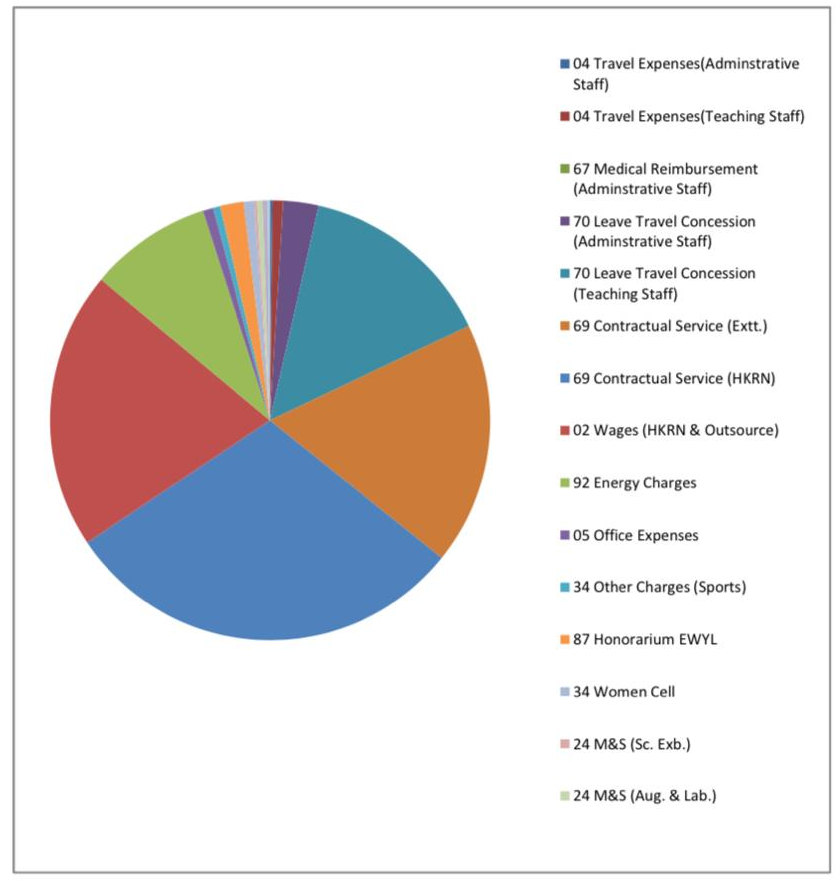 04 Travel Expenses(Adminstrative
Staff)
04 Travel Expenses(Teaching Staff)
67 Medical Reimbursement
(Adminstrative Staff)
70 Leave Travel Concession
(Adminstrative Staff)
70 Leave Travel Concession
(Teaching Staff)
69 Contractual Service (Extt.)
69 Contractual Service (HKRN)
02 Wages (HKRN & Outsource)
92 Energy Charges
05 Office Expenses
34 Other Charges (Sports)
87 Honorarium EWYL
34 Women Cell
24 M&S (Sc. Exb.)
24 M&S (Aug. & Lab.)